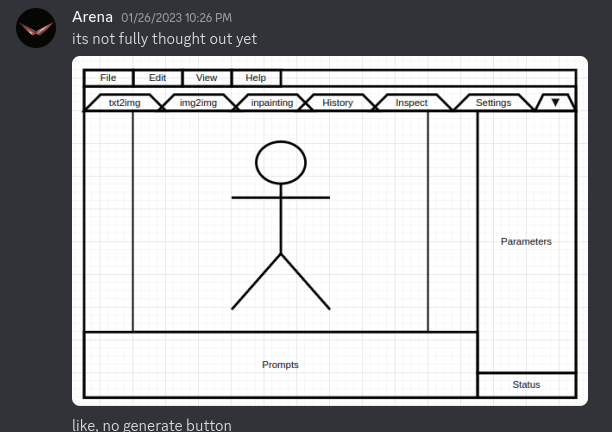 Arena 01/26/2023 10:26 PM
its not fully thought out yet
File Edit View Help
txt2img img2img inpainting History Inspect Settings ▼
Parameters
Prompts
Status
like, no generate button